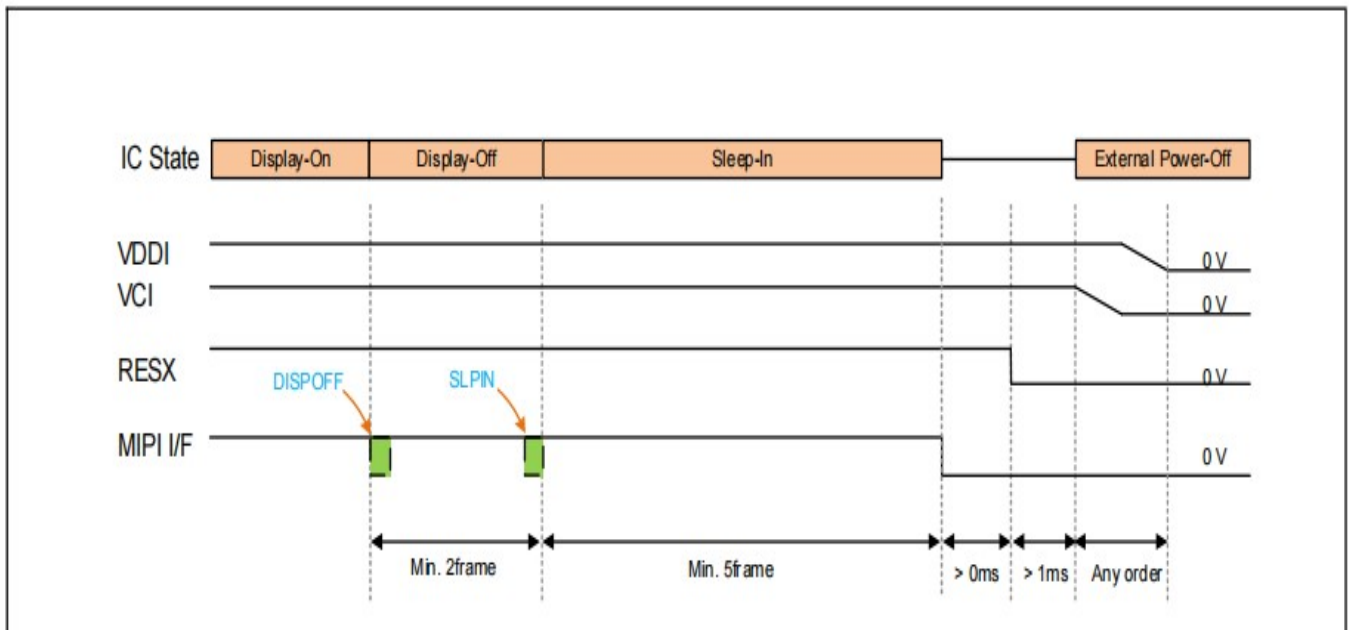 IC State Display-On Display-Off Sleep-In External Power-Off
VDDI 0 V
VCI 0 V
RESX 0 V
DISPOFF SLPIN
MIPI I/F 0 V
Min. 2frame Min. 5frame > 0ms > 1ms Any order